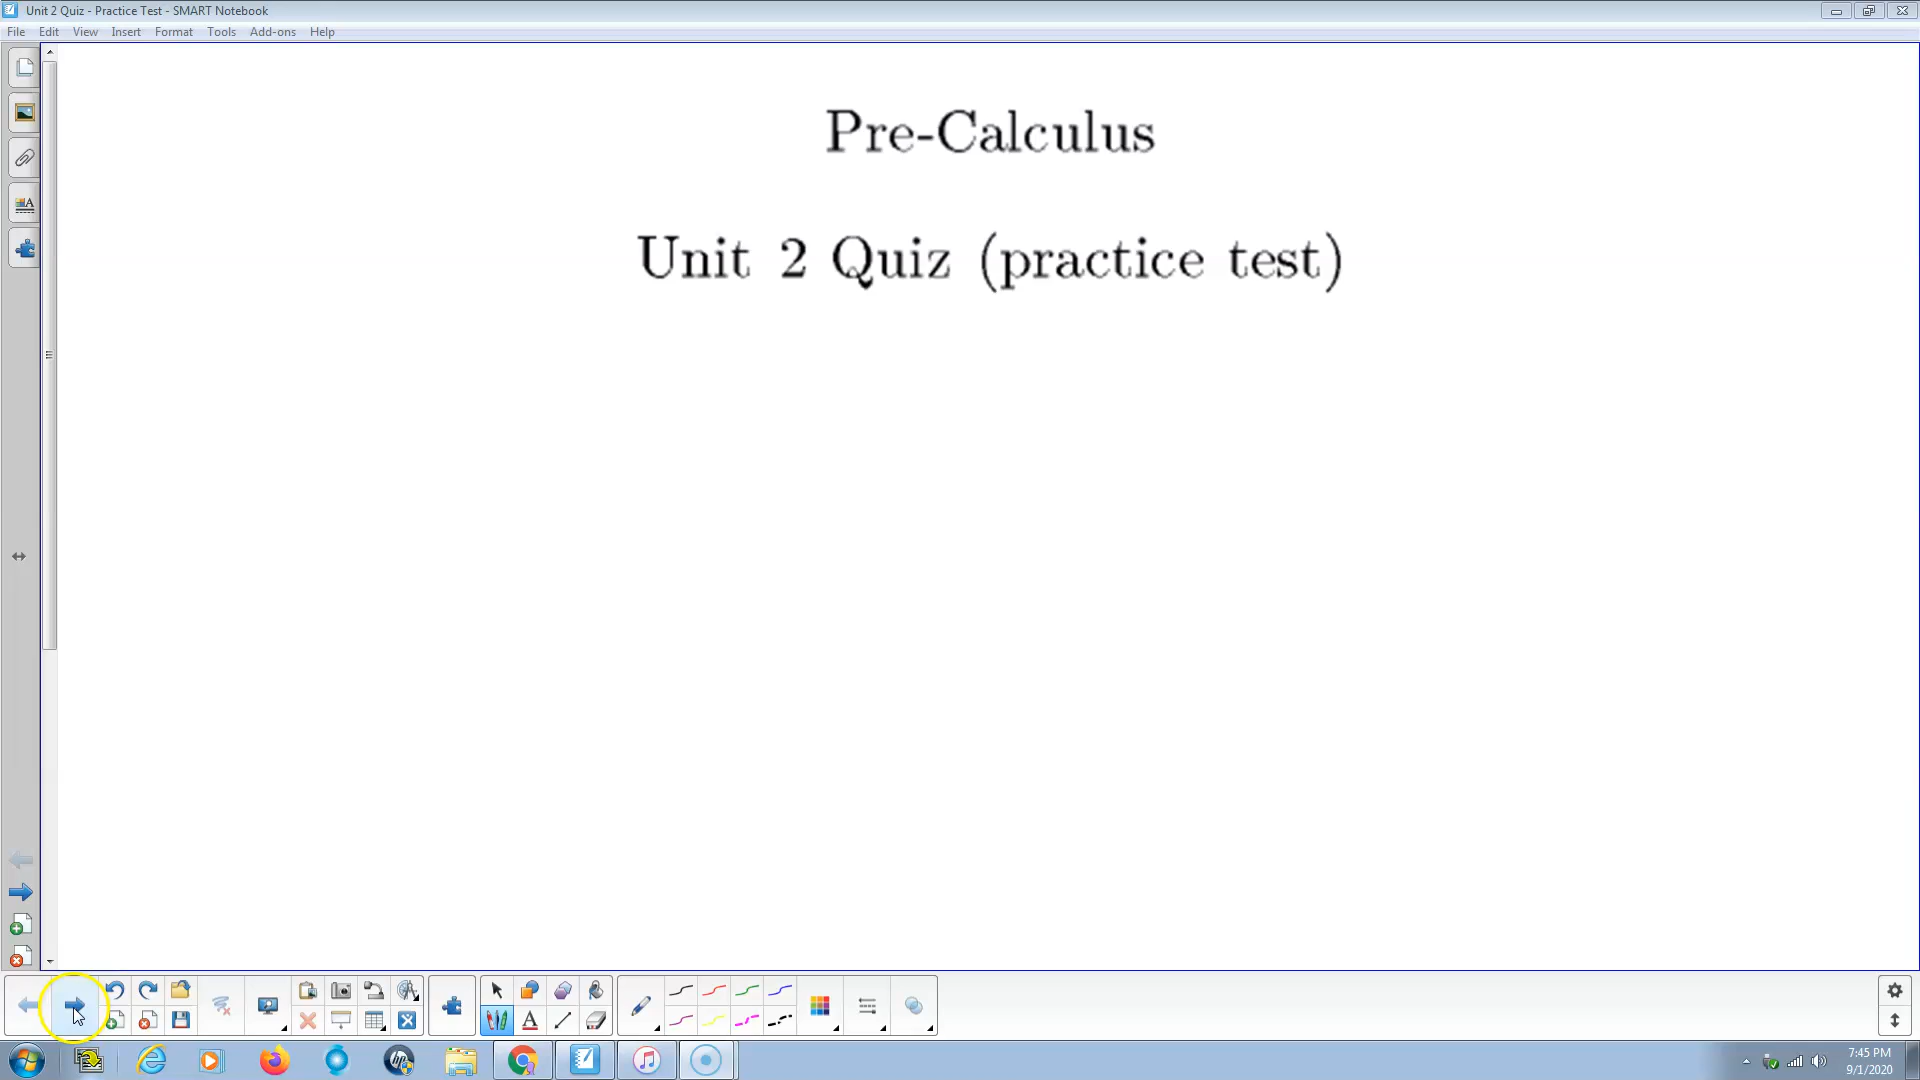 Unit 2 Quiz - Practice Test - SMART Notebook
File Edit View Insert Format Tools Add-ons Help
Pre-Calculus
Unit 2 Quiz (practice test)
7:45 PM
9/1/2020